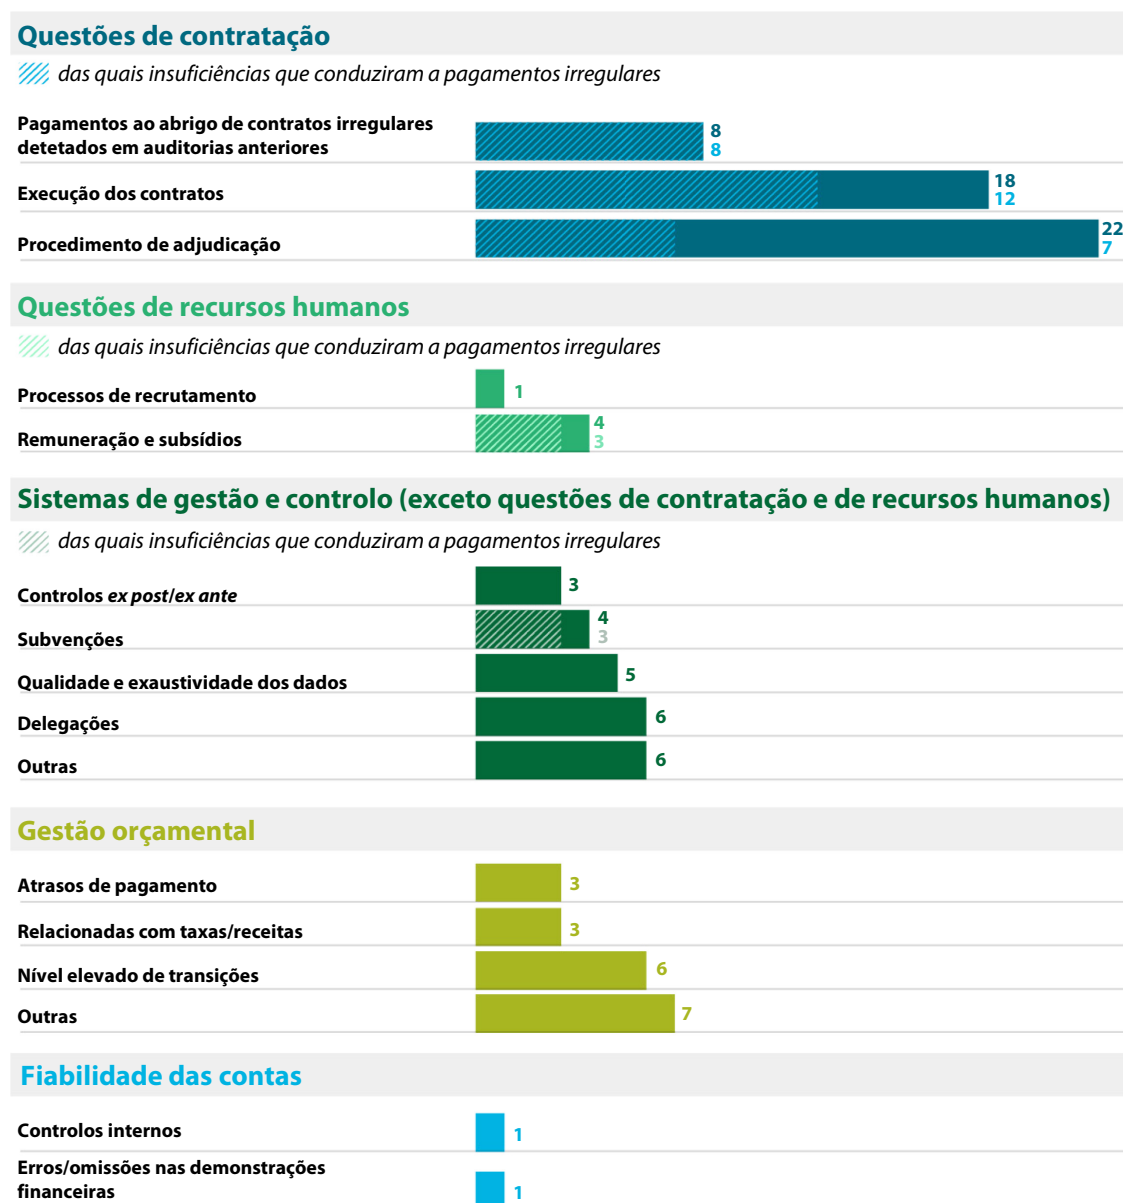 Questões de contratação
das quais insuficiências que conduziram a pagamentos irregulares
Pagamentos ao abrigo de contratos irregulares
detetados em auditorias anteriores
8
8
Execução dos contratos
18
12
Procedimento de adjudicação
22
7
Questões de recursos humanos
das quais insuficiências que conduziram a pagamentos irregulares
Processos de recrutamento
1
Remuneração e subsídios
4
3
Sistemas de gestão e controlo (exceto questões de contratação e de recursos humanos)
das quais insuficiências que conduziram a pagamentos irregulares
Controlos ex post/ex ante
3
Subvenções
4
3
Qualidade e exaustividade dos dados
5
Delegações
6
Outras
6
Gestão orçamental
Atrasos de pagamento
3
Relacionadas com taxas/receitas
3
Nível elevado de transições
6
Outras
7
Fiabilidade das contas
Controlos internos
1
Erros/omissões nas demonstrações
financeiras
1